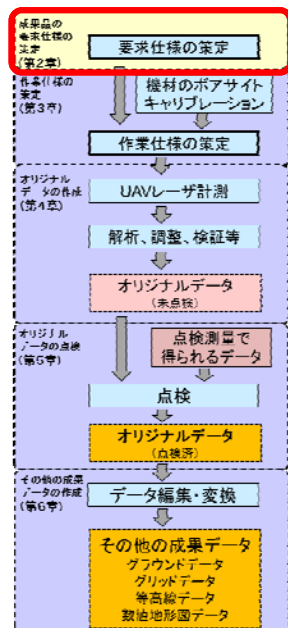 成果品の
要求仕様の
策定
(第2章)
要求仕様の策定
作業仕様の
策定
(第3章)
機材のボアサイト
キャリブレーション
作業仕様の策定
オリジナル
データの作成
(第4章)
UAVレーザ計測
解析、調整、検証等
オリジナルデータ
(未点検)
オリジナル
データの点検
(第5章)
点検測量で
得られるデータ
点検
オリジナルデータ
(点検済)
その他の成果
データの作成
(第6章)
データ編集・変換
その他の成果データ
グラウンドデータ
グリッドデータ
等高線データ
数値地形図データ